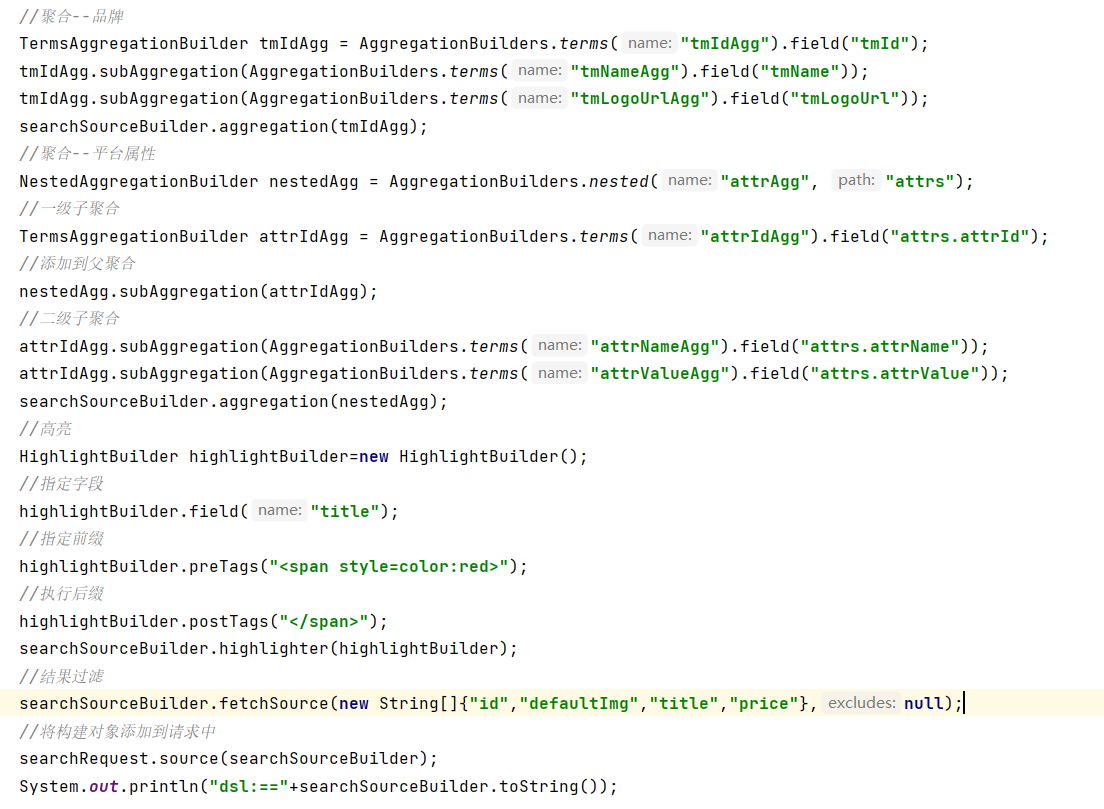 //聚合--品牌
TermsAggregationBuilder tmIdAgg = AggregationBuilders.terms( name: "tmIdAgg").field("tmId");
tmIdAgg.subAggregation(AggregationBuilders.terms( name: "tmNameAgg").field("tmName"));
tmIdAgg.subAggregation(AggregationBuilders.terms( name: "tmLogoUrlAgg").field("tmLogoUrl"));
searchSourceBuilder.aggregation(tmIdAgg);
//聚合--平台属性
NestedAggregationBuilder nestedAgg = AggregationBuilders.nested( name: "attrAgg", path: "attrs");
//一级子聚合
TermsAggregationBuilder attrIdAgg = AggregationBuilders.terms( name: "attrIdAgg").field("attrs.attrId");
//添加到父聚合
nestedAgg.subAggregation(attrIdAgg);
//二级子聚合
attrIdAgg.subAggregation(AggregationBuilders.terms( name: "attrNameAgg").field("attrs.attrName"));
attrIdAgg.subAggregation(AggregationBuilders.terms( name: "attrValueAgg").field("attrs.attrValue"));
searchSourceBuilder.aggregation(nestedAgg);
//高亮
HighlightBuilder highlightBuilder=new HighlightBuilder();
//指定字段
highlightBuilder.field( name: "title");
//指定前缀
highlightBuilder.preTags("<span style=color:red>");
//执行后缀
highlightBuilder.postTags("</span>");
searchSourceBuilder.highlighter(highlightBuilder);
//结果过滤
searchSourceBuilder.fetchSource(new String[]{"id","defaultImg","title","price"}, excludes: null);
//将构建对象添加到请求中
searchRequest.source(searchSourceBuilder);
System.out.println("dsl:=="+searchSourceBuilder.toString());